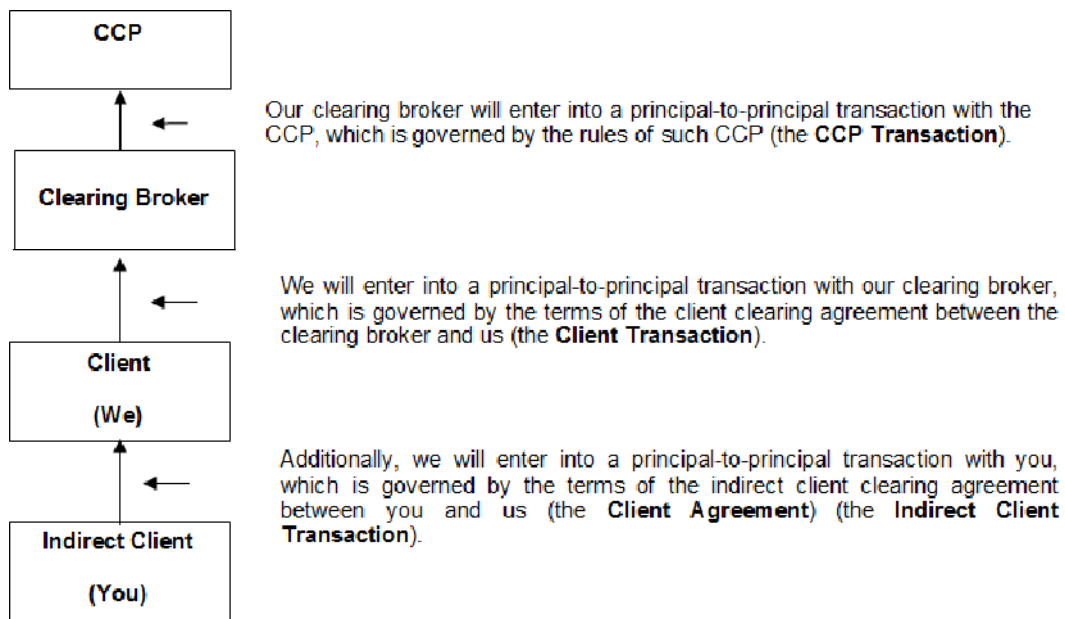 CCP
Our clearing broker will enter into a principal-to-principal transaction with the
CCP, which is governed by the rules of such CCP (the CCP Transaction).
Clearing Broker
We will enter into a principal-to-principal transaction with our clearing broker,
which is governed by the terms of the client clearing agreement between the
clearing broker and us (the Client Transaction).
Client
(We)
Additionally, we will enter into a principal-to-principal transaction with you,
which is governed by the terms of the indirect client clearing agreement
between you and us (the Client Agreement) (the Indirect Client
Transaction).
Indirect Client
(You)